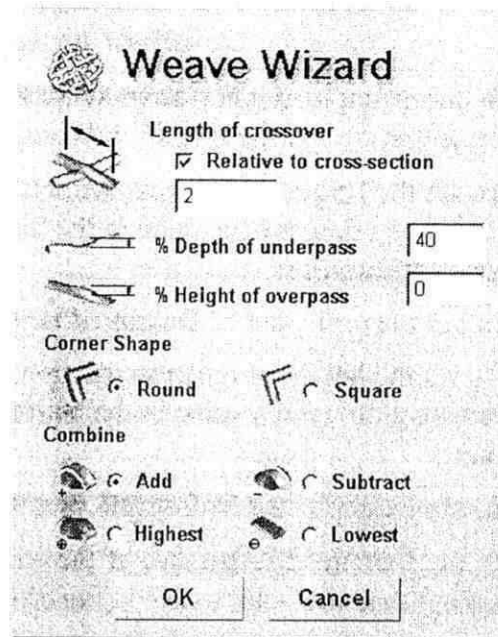 Weave Wizard
Length of crossover
Relative to cross-section
2
% Depth of underpass 40
% Height of overpass 0
Corner Shape
Round Square
Combine
Add Subtract
Highest Lowest
OK Cancel